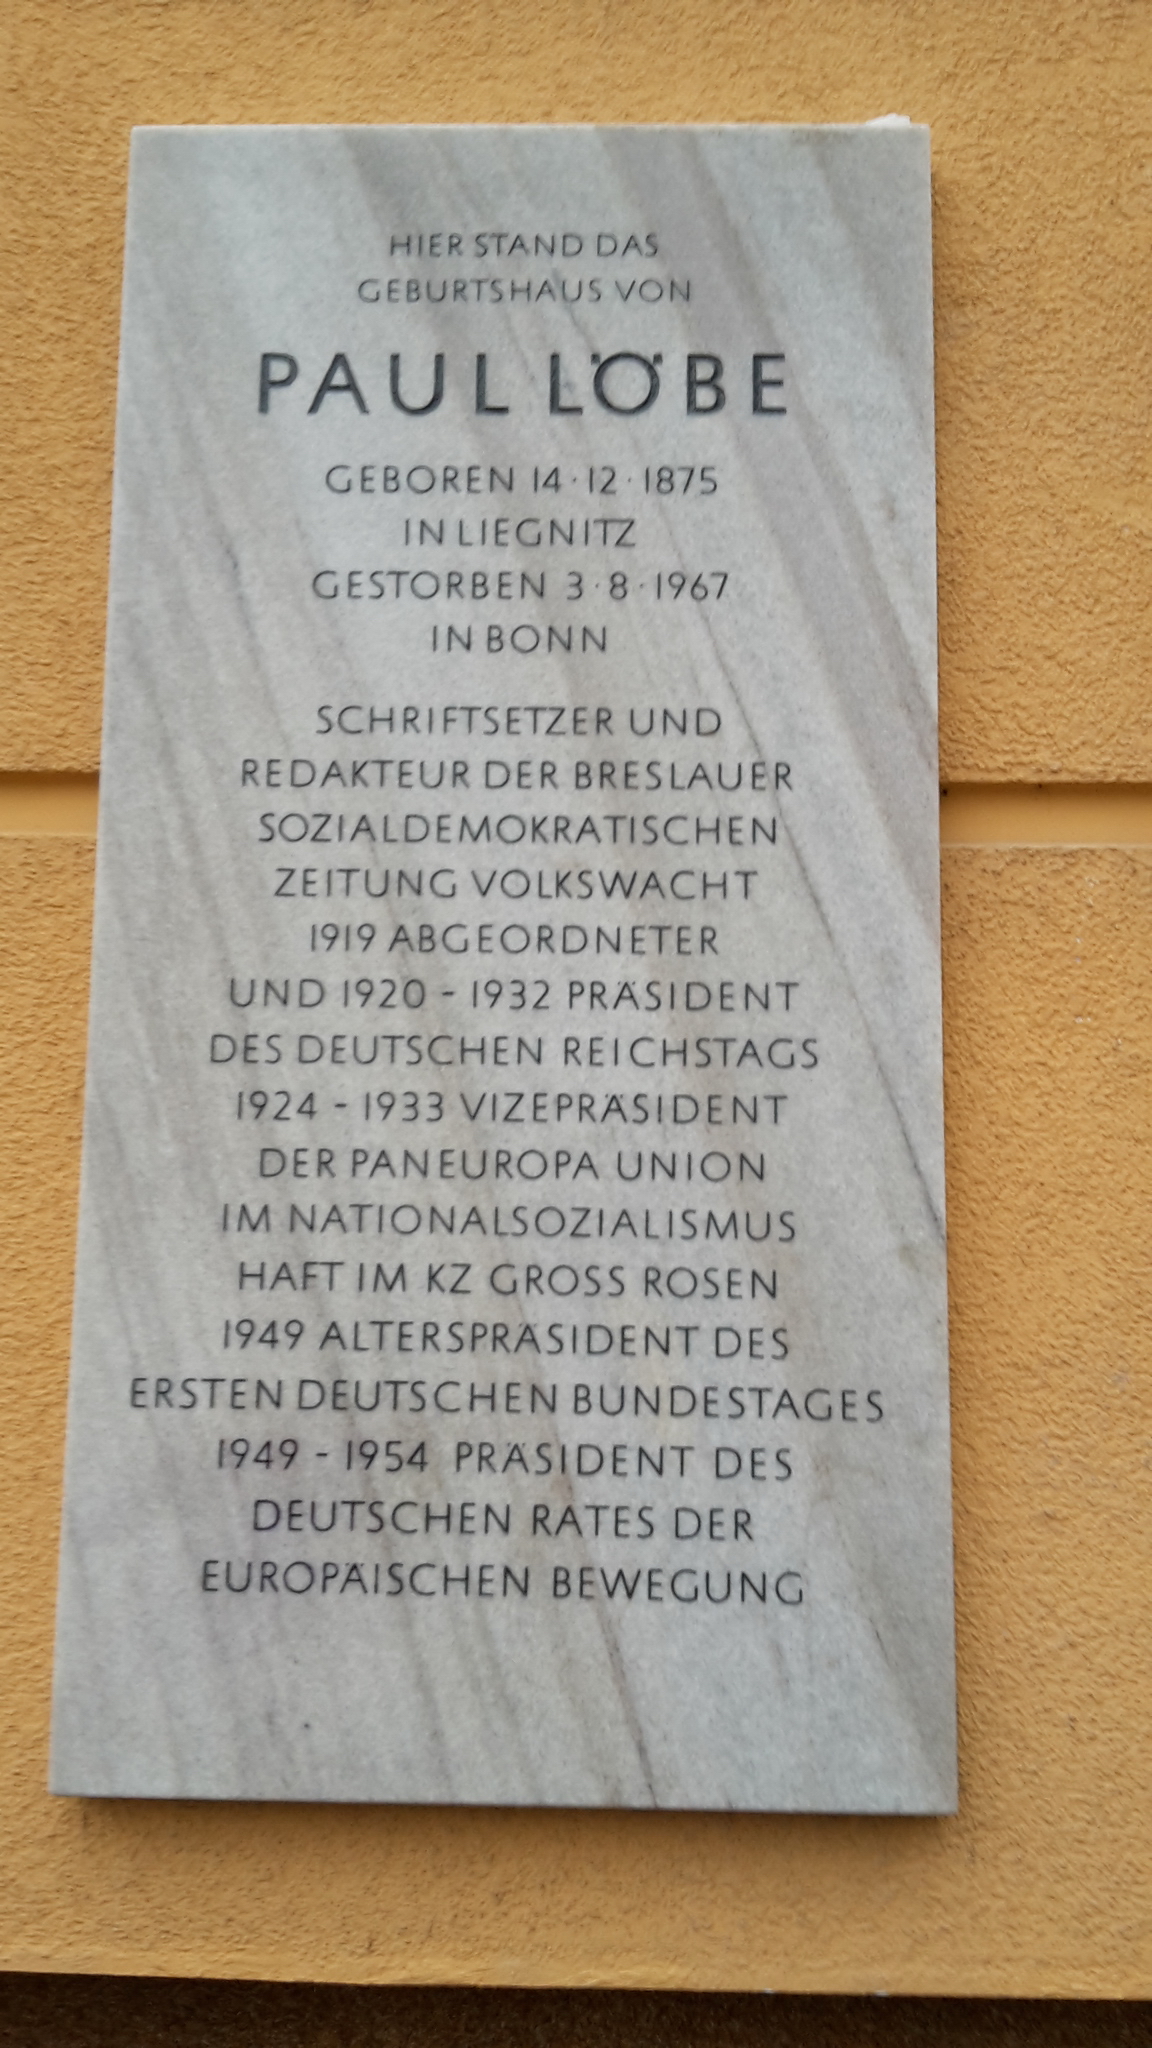 HIER STAND DAS
GEBURTSHAUS VON
PAUL LÖBE
GEBOREN 14·12·1875
IN LIEGNITZ
GESTORBEN 3·8·1967
IN BONN
SCHRIFTSETZER UND
REDAKTEUR DER BRESLAUER
SOZIALDEMOKRATISCHEN
ZEITUNG VOLKSWACHT
1919 ABGEORDNETER
UND 1920 - 1932 PRÄSIDENT
DES DEUTSCHEN REICHSTAGS
1924 - 1933 VIZEPRÄSIDENT
DER PANEUROPA UNION
IM NATIONALSOZIALISMUS
HAFT IM KZ GROSS ROSEN
1949 ALTERSPRÄSIDENT DES
ERSTEN DEUTSCHEN BUNDESTAGES
1949 - 1954 PRÄSIDENT DES
DEUTSCHEN RATES DER
EUROPÄISCHEN BEWEGUNG